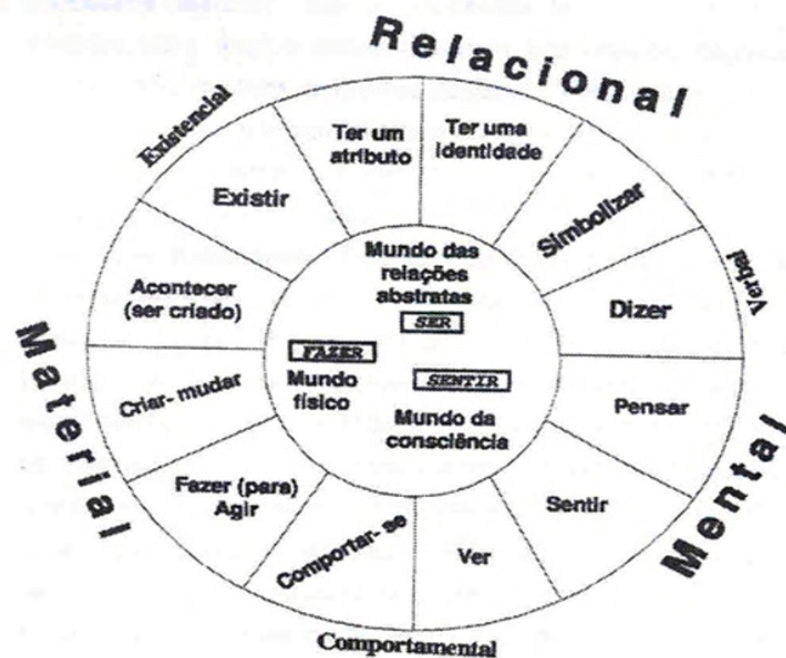 Relacional
Existencial
Ter um
atributo
Ter uma
identidade
Existir
Simbolizar
Verbal
Mundo das
relações
abstratas
SER
Acontecer
(ser criado)
Dizer
Material
FAZER
Mundo
físico
SENTIR
Mundo da
consciência
Criar- mudar
Pensar
Mental
Fazer (para)
Agir
Sentir
Comportar- se
Ver
Comportamental